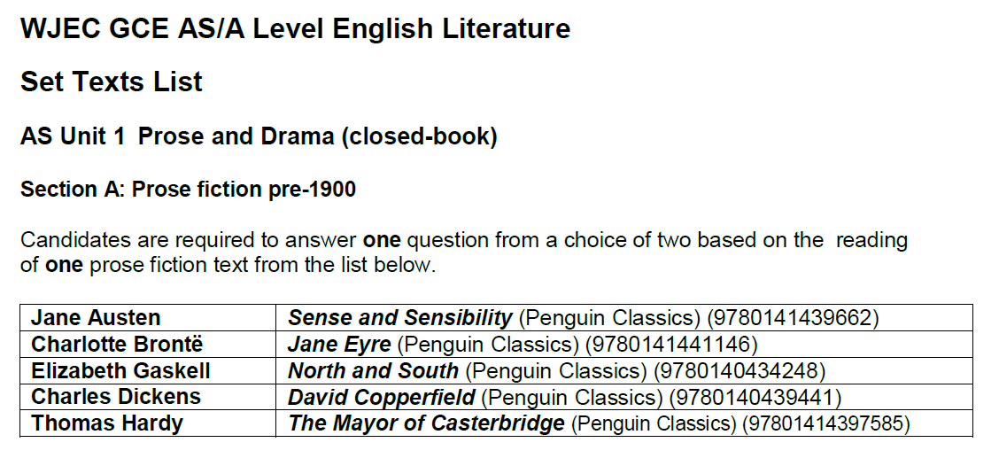 WJEC GCE AS/A Level English Literature
Set Texts List
AS Unit 1  Prose and Drama (closed-book)
Section A: Prose fiction pre-1900
Candidates are required to answer one question from a choice of two based on the  reading
of one prose fiction text from the list below.
Jane Austen Sense and Sensibility (Penguin Classics) (9780141439662)
Charlotte Brontë Jane Eyre (Penguin Classics) (9780141441146)
Elizabeth Gaskell North and South (Penguin Classics) (9780140434248)
Charles Dickens David Copperfield (Penguin Classics) (9780140439441)
Thomas Hardy The Mayor of Casterbridge (Penguin Classics) (97801414397585)